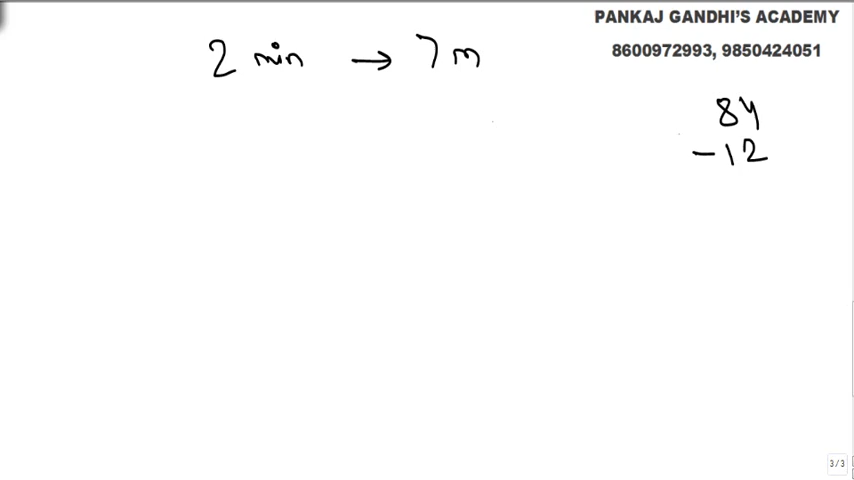 PANKAJ GANDHI'S ACADEMY
8600972993, 9850424051
2 min → 7 m
84
-12
3/3